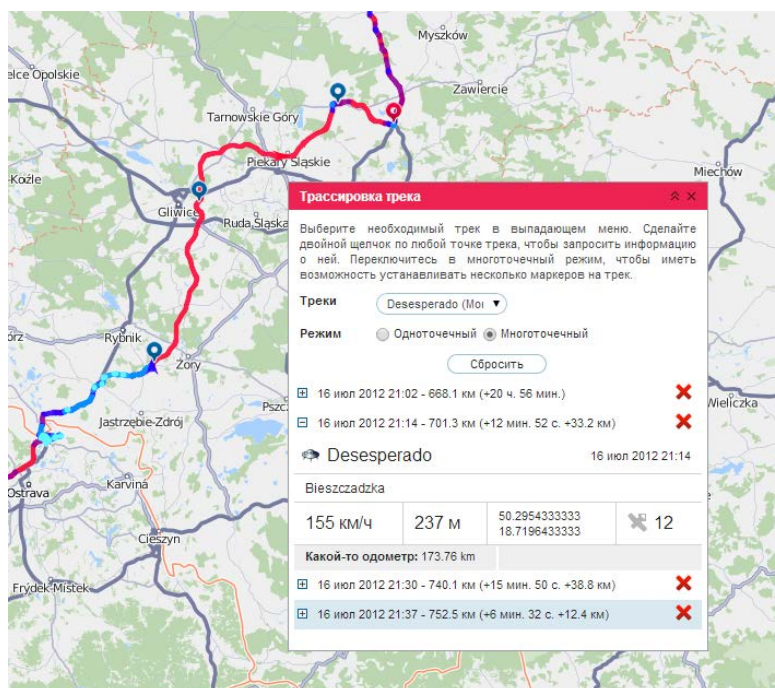 Myszków
elce Opolskie
Zawiercie
Tarnowskie Góry
Piekary Śląskie
Miechów
Koźle
Gliwice
Ruda Śląska
Трассировка трека
Выберите необходимый трек в выпадающем меню. Сделайте
двойной щелчок по любой точке трека, чтобы запросить информацию
о ней. Переключитесь в многоточечный режим, чтобы иметь
возможность устанавливать несколько маркеров на трек.
Треки Desesperado (Мог
Режим Одноточечный Многоточечный
Сбросить
órz
Rybnik
Żory
16 июл 2012 21:02 - 668.1 км (+20 ч. 56 мин.)
Pszc
Wieliczka
16 июл 2012 21:14 - 701.3 км (+12 мин. 52 с. +33.2 км)
Jastrzębie-Zdrój
Desesperado 16 июл 2012 21:14
Bieszczadzka
Karviná
Ostrava
155 км/ч 237 м 50.2954333333
18.7196433333 12
Cieszyn
Какой-то одометр: 173.76 км
Frýdek-Místek
16 июл 2012 21:30 - 740.1 км (+15 мин. 50 с. +38.8 км)
16 июл 2012 21:37 - 752.5 км (+6 мин. 32 с. +12.4 км)